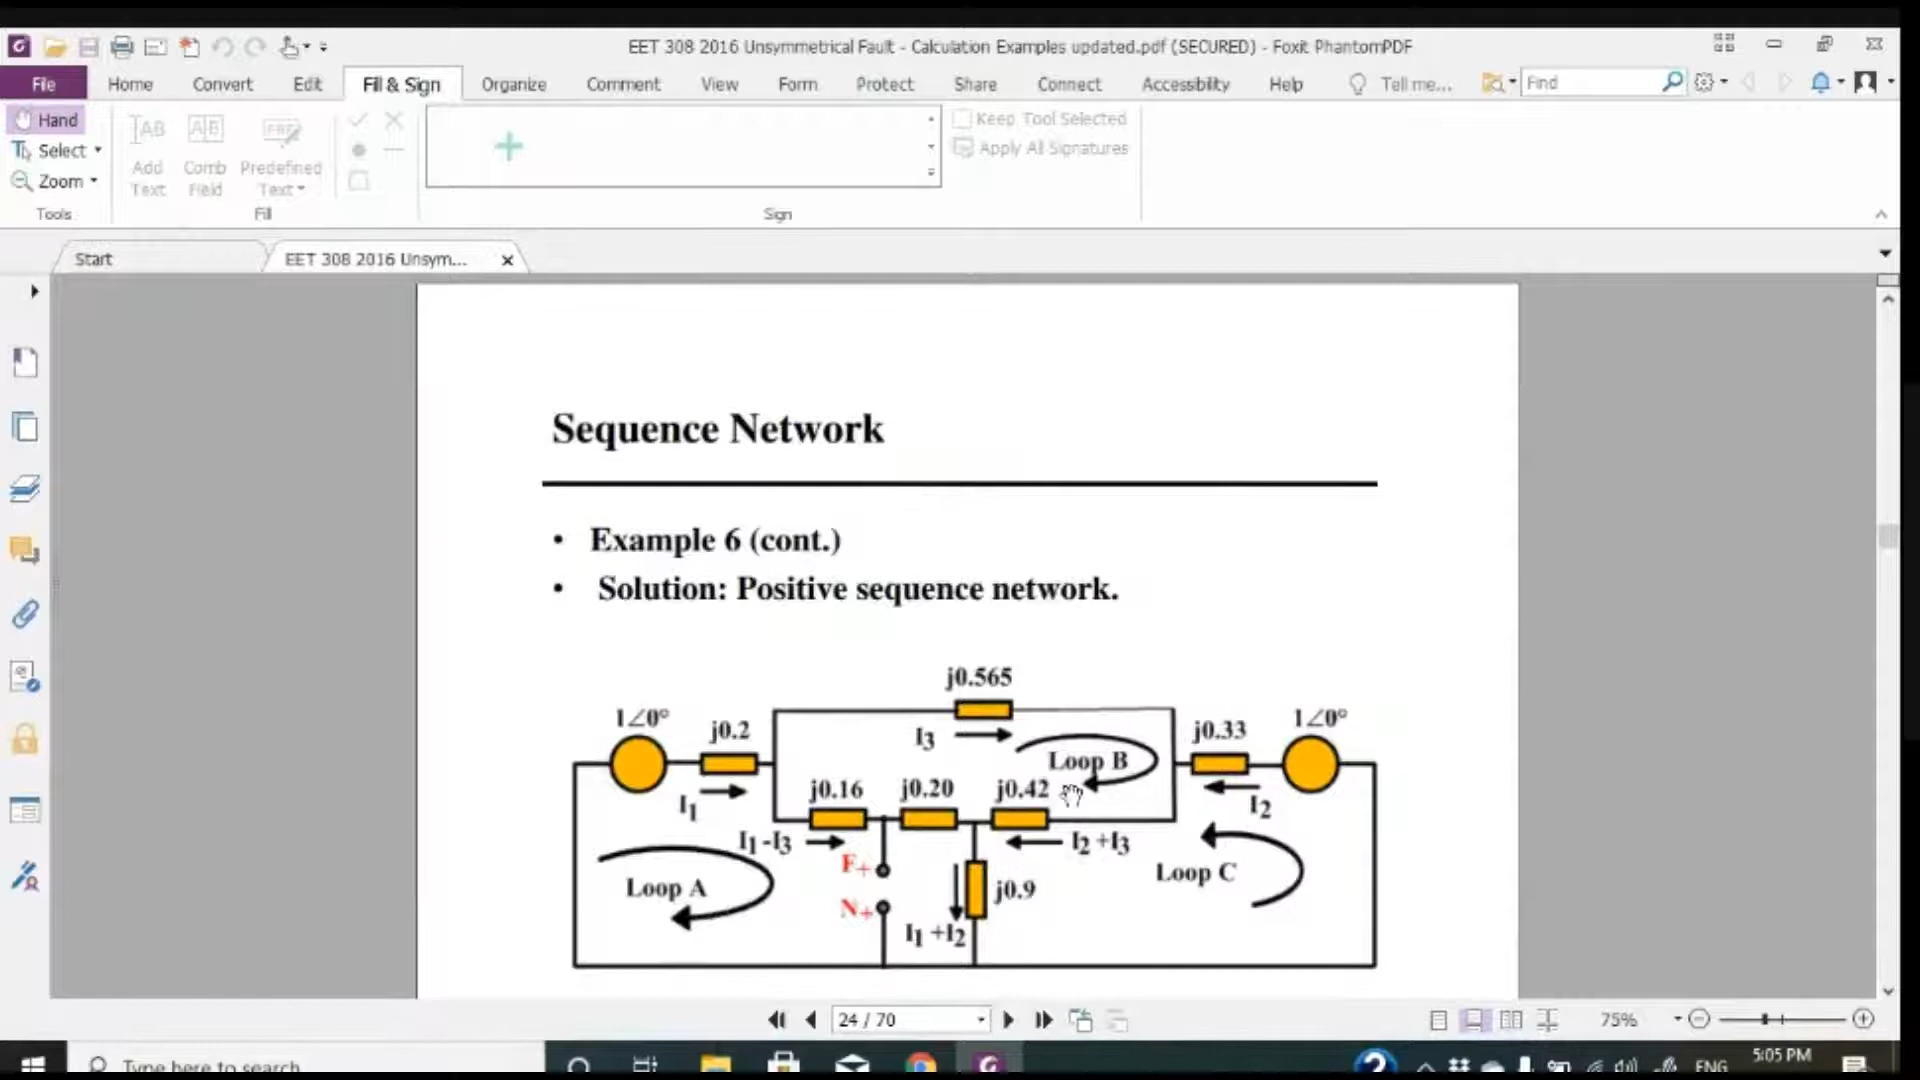 EET 308 2016 Unsymmetrical Fault - Calculation Examples updated.pdf (SECURED) - Foxit PhantomPDF
File Home Convert Edit Fill & Sign Organize Comment View Form Protect Share Connect Accessibility Help Tell me... Find
Hand
Select
Zoom
Tools
AB
Add
Text
A|B
Comb
Field
Predefined
Text
Fill
Keep Tool Selected
Apply All Signatures
Sign
Start
EET 308 2016 Unsym...
Sequence Network
• Example 6 (cont.)
• Solution: Positive sequence network.
j0.565
1∠0° j0.2 I3 Loop B j0.33 1∠0°
j0.16 j0.20 j0.42
I1 I2
I1 -I3 I2 +I3
F+
Loop A j0.9 Loop C
N+
I1 +I2
24 / 70
75%
Type here to search
ENG
5:05 PM